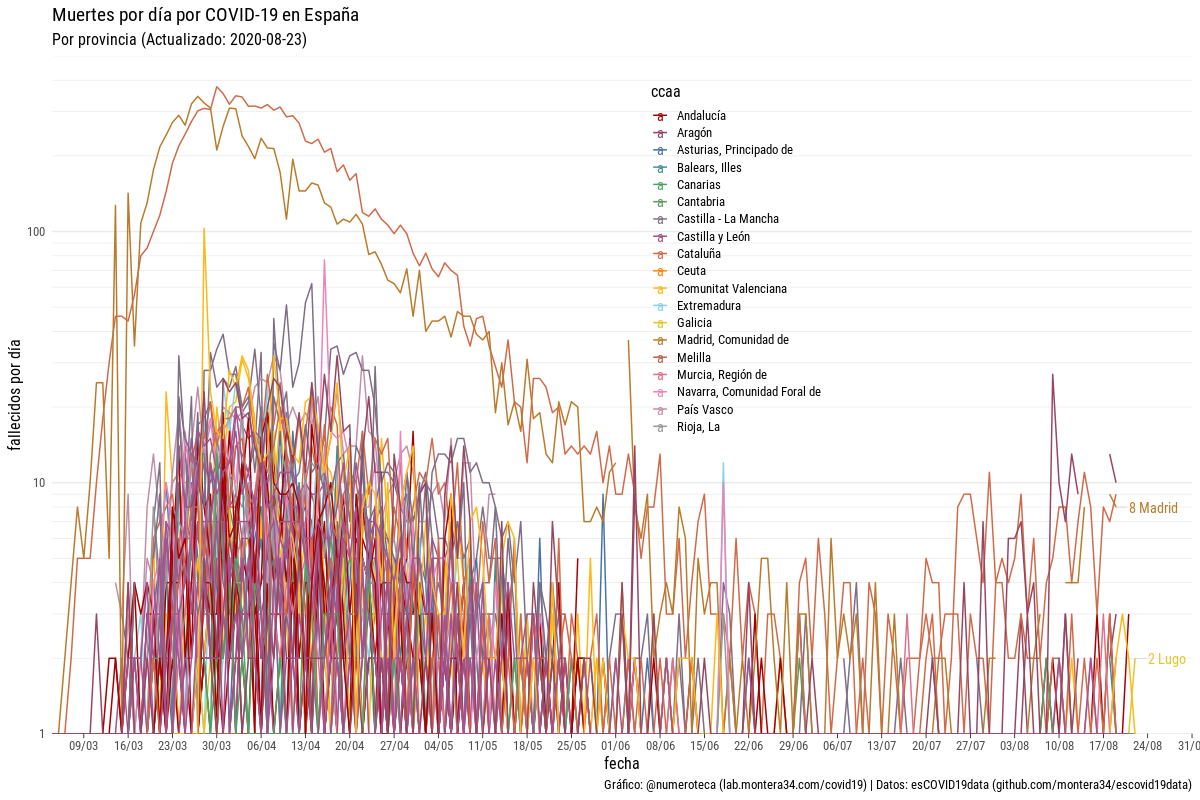 Muertes por día por COVID-19 en España
Por provincia (Actualizado: 2020-08-23)
ccaa
Andalucía
Aragón
Asturias, Principado de
Balears, Illes
Canarias
Cantabria
Castilla - La Mancha
Castilla y León
Cataluña
Ceuta
Comunitat Valenciana
Extremadura
Galicia
Madrid, Comunidad de
Melilla
Murcia, Región de
Navarra, Comunidad Foral de
País Vasco
Rioja, La
fallecidos por día
100
10
1
8 Madrid
2 Lugo
09/03 16/03 23/03 30/03 06/04 13/04 20/04 27/04 04/05 11/05 18/05 25/05 01/06 08/06 15/06 22/06 29/06 06/07 13/07 20/07 27/07 03/08 10/08 17/08 24/08 31/0
fecha
Gráfico: @numeroteca (lab.montera34.com/covid19) | Datos: esCOVID19data (github.com/montera34/escovid19data)